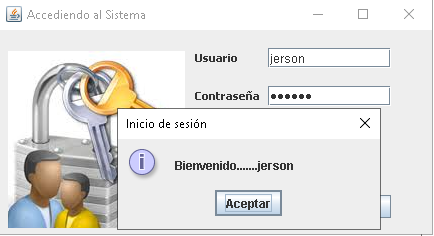 Accediendo al Sistema
Usuario
jerson
Contraseña
••••••
Inicio de sesión
Bienvenido.......jerson
Aceptar